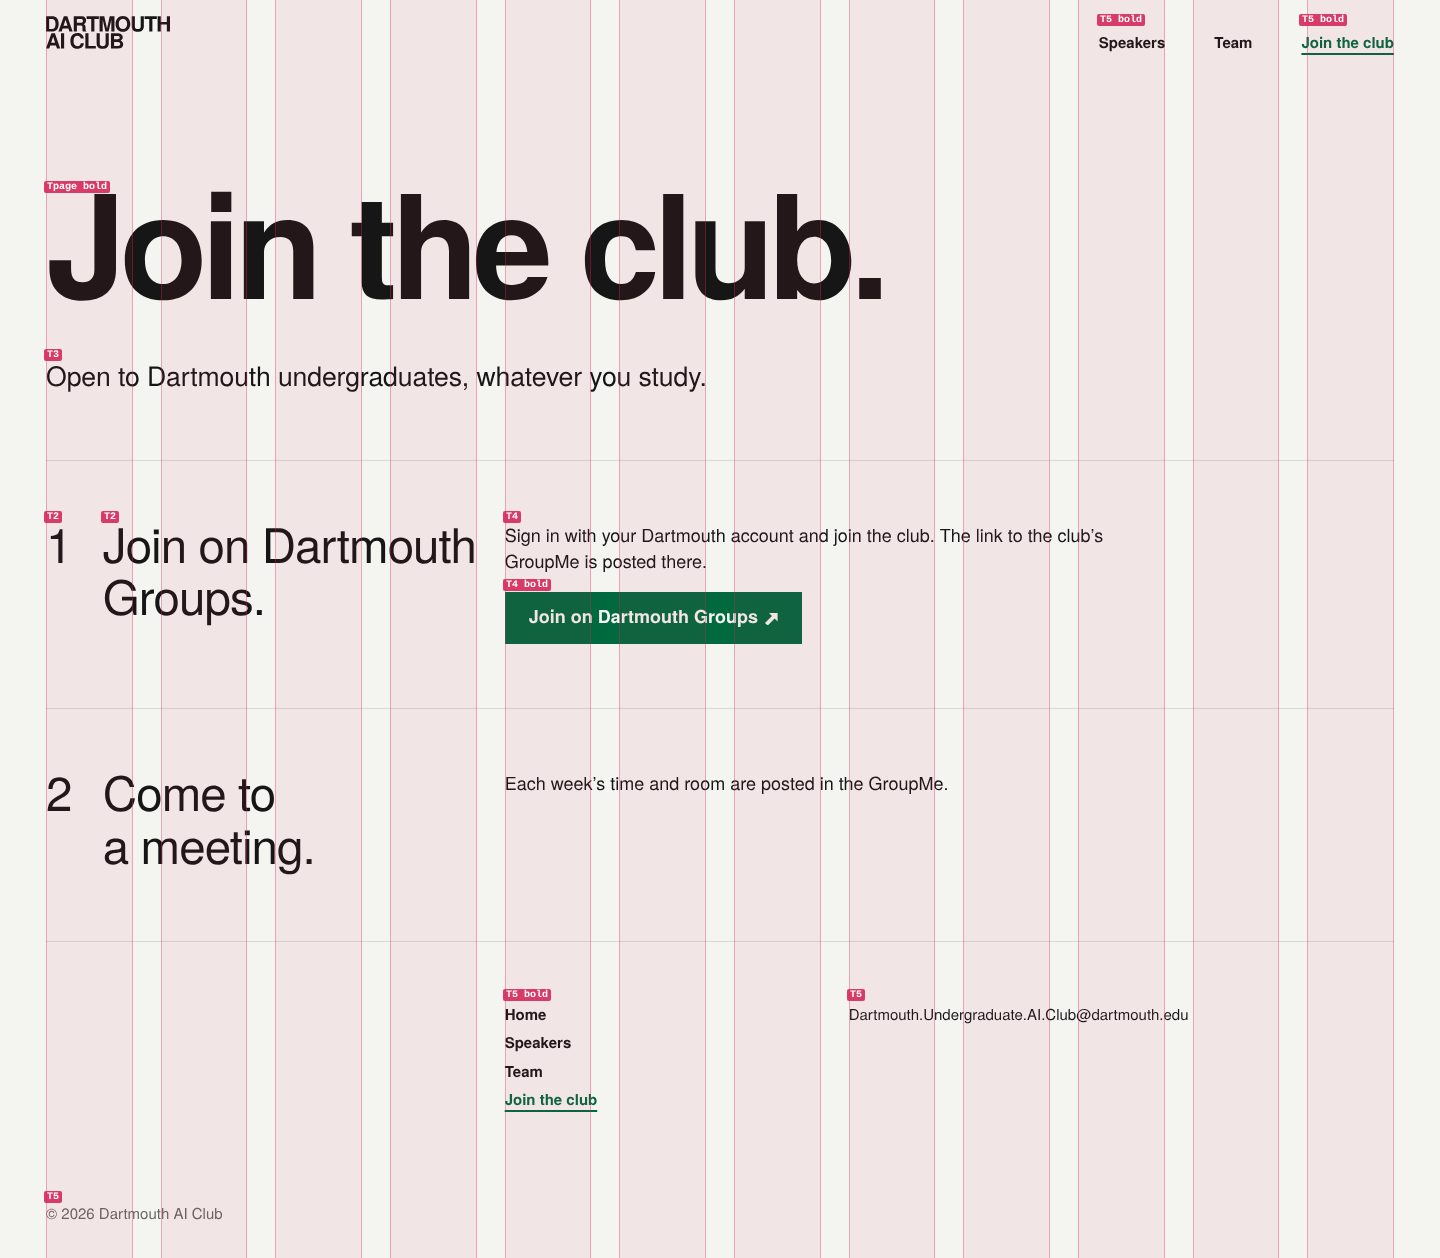 DARTMOUTH
AI CLUB
T5 bold
T5 bold
Speakers
Team
Join the club
Tpage bold
Join the club.
T3
Open to Dartmouth undergraduates, whatever you study.
T2
T2
T4
1
Join on Dartmouth
Groups.
Sign in with your Dartmouth account and join the club. The link to the club’s
GroupMe is posted there.
T4 bold
Join on Dartmouth Groups ↗
2
Come to
a meeting.
Each week’s time and room are posted in the GroupMe.
T5 bold
T5
Home
Dartmouth.Undergraduate.AI.Club@dartmouth.edu
Speakers
Team
Join the club
T5
© 2026 Dartmouth AI Club